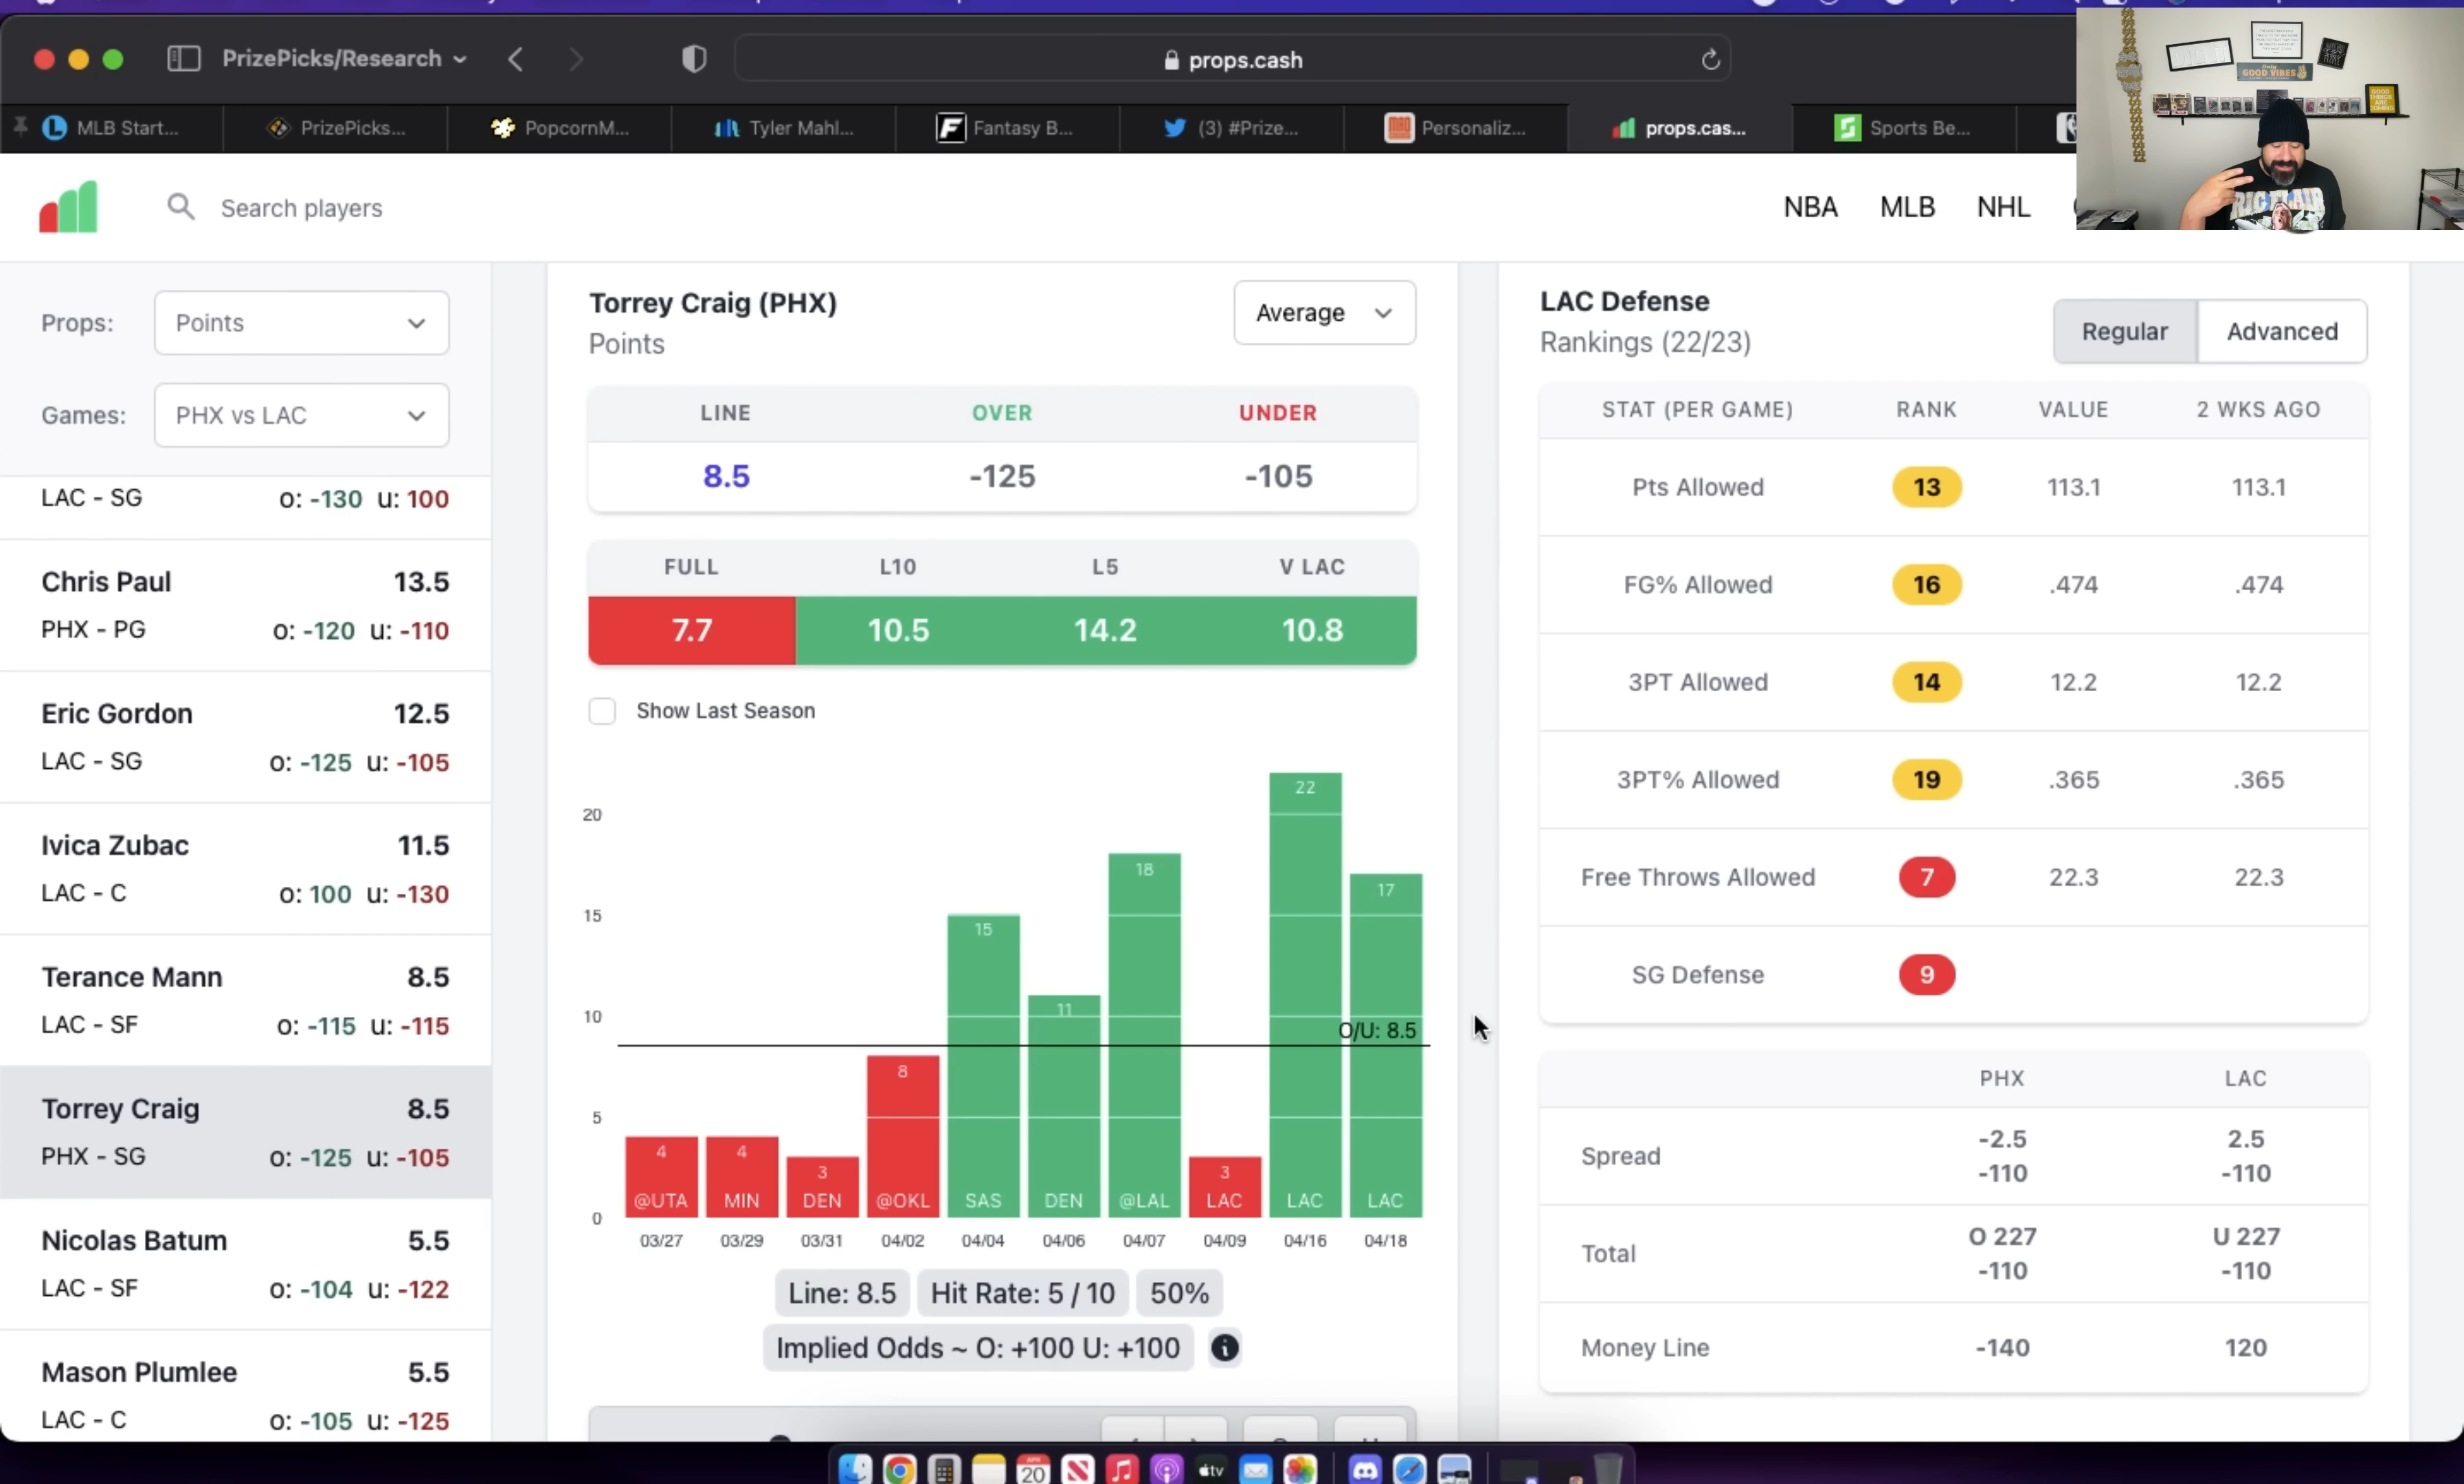 PrizePicks/Research
props.cash
MLB Start...
PrizePicks...
PopcornM...
Tyler Mahl...
Fantasy B...
(3) #Prize...
Personaliz...
props.cas...
Sports Be...
GOOD VIBES
Search players
NBA MLB NHL
Props: Points
Games: PHX vs LAC
LAC - SG o: -130 u: 100
Chris Paul 13.5
PHX - PG o: -120 u: -110
Eric Gordon 12.5
LAC - SG o: -125 u: -105
Ivica Zubac 11.5
LAC - C o: 100 u: -130
Terance Mann 8.5
LAC - SF o: -115 u: -115
Torrey Craig 8.5
PHX - SG o: -125 u: -105
Nicolas Batum 5.5
LAC - SF o: -104 u: -122
Mason Plumlee 5.5
LAC - C o: -105 u: -125
Torrey Craig (PHX)
Points
Average
LINE OVER UNDER
8.5 -125 -105
FULL L10 L5 V LAC
7.7 10.5 14.2 10.8
Show Last Season
20
15
10
5
0
4 4 3 8 15 11 18 3 22 17
O/U: 8.5
@UTA MIN DEN @OKL SAS DEN @LAL LAC LAC LAC
03/27 03/29 03/31 04/02 04/04 04/06 04/07 04/09 04/16 04/18
Line: 8.5 Hit Rate: 5 / 10 50%
Implied Odds ~ O: +100 U: +100
LAC Defense
Rankings (22/23)
Regular Advanced
STAT (PER GAME) RANK VALUE 2 WKS AGO
Pts Allowed 13 113.1 113.1
FG% Allowed 16 .474 .474
3PT Allowed 14 12.2 12.2
3PT% Allowed 19 .365 .365
Free Throws Allowed 7 22.3 22.3
SG Defense 9
PHX LAC
Spread -2.5 2.5
-110 -110
Total O 227 U 227
-110 -110
Money Line -140 120
20
tv